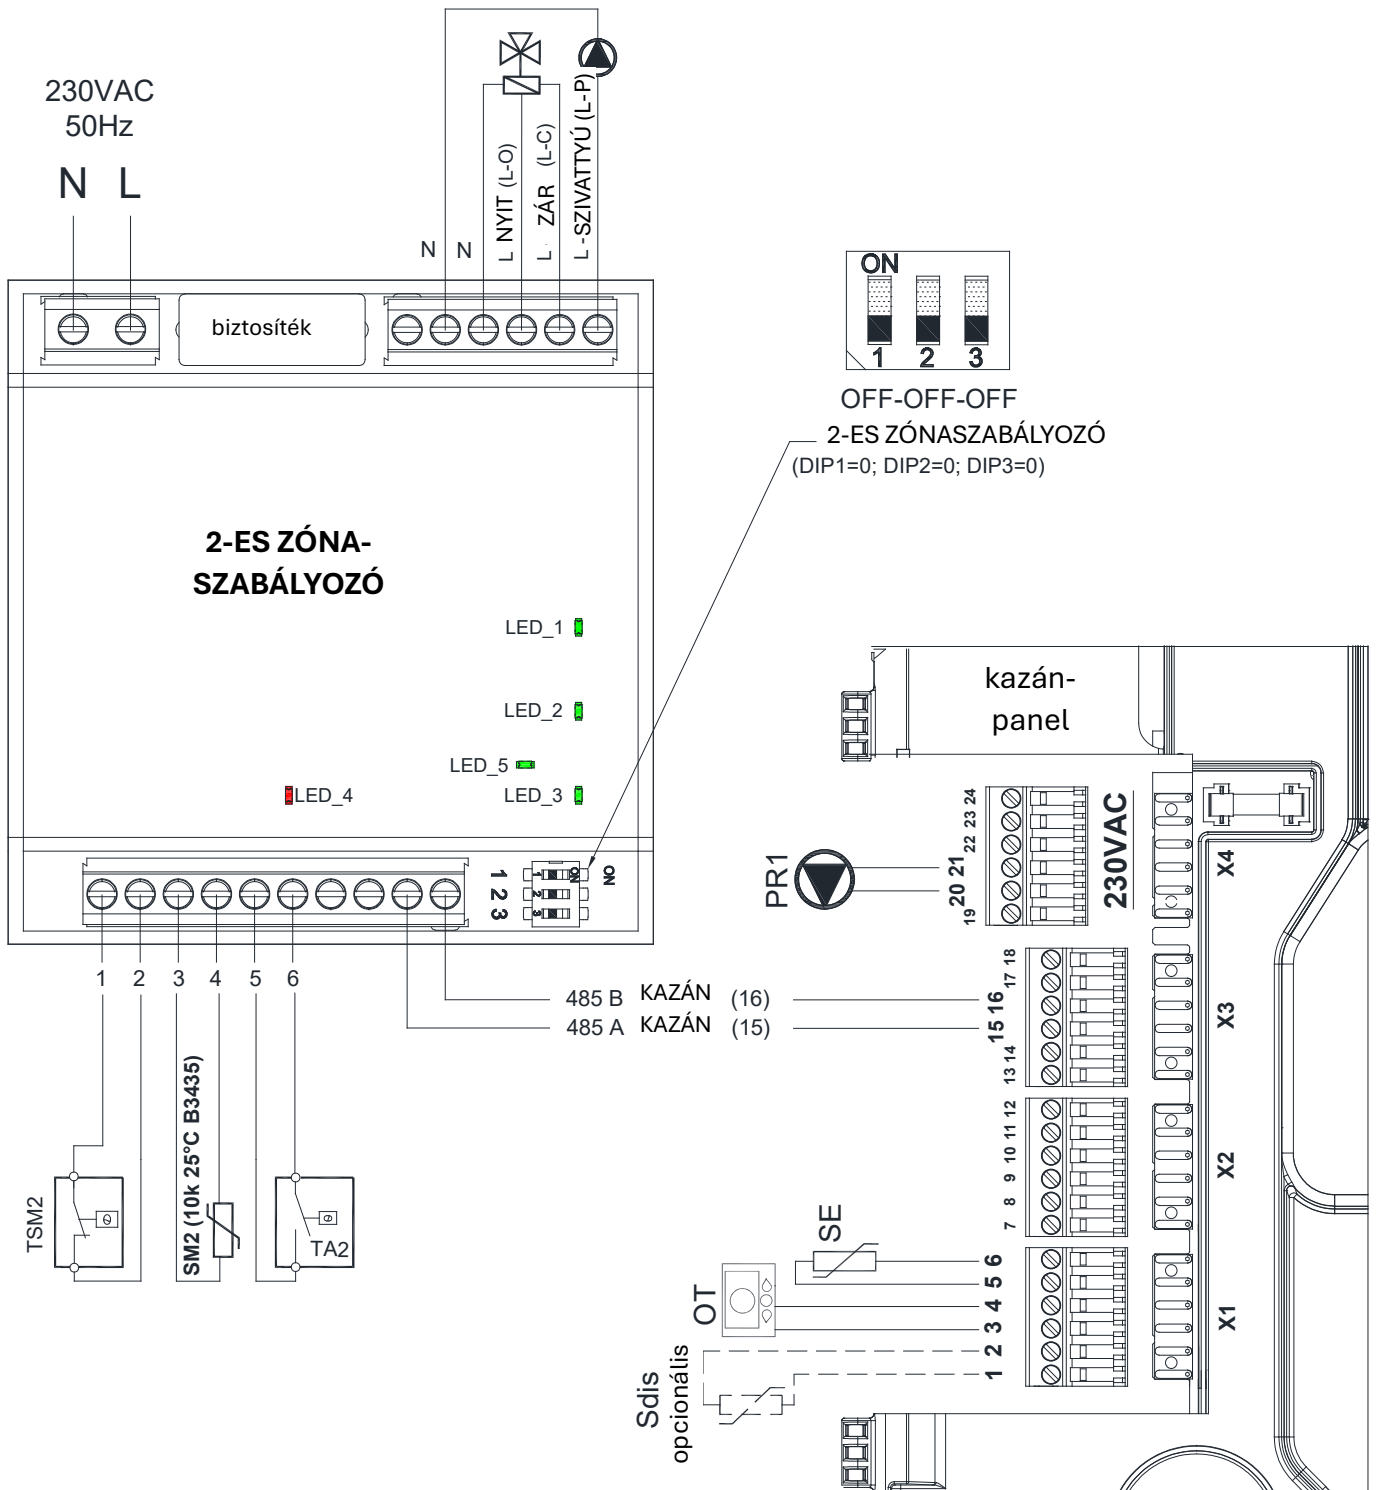 230VAC
50Hz
N L
N N
L NYIT (L-O)
L - ZÁR (L-C)
L -SZIVATTYÚ (L-P)
biztosíték
ON
1 2 3
OFF-OFF-OFF
2-ES ZÓNASZABÁLYOZÓ
(DIP1=0; DIP2=0; DIP3=0)
2-ES ZÓNA-
SZABÁLYOZÓ
LED_1
LED_2
LED_5
LED_4
LED_3
1
2
3
1 ON
2
3
ON
1 2 3 4 5 6
485 B KAZÁN (16)
485 A KAZÁN (15)
TSM2
SM2 (10k 25°C B3435)
TA2
kazán-
panel
PR1
24
23
22
21
20
19
230VAC
X4
18
17
16
15
14
13
X3
12
11
10
9
8
7
X2
SE
OT
Sdis
opcionális
6
5
4
3
2
1
X1